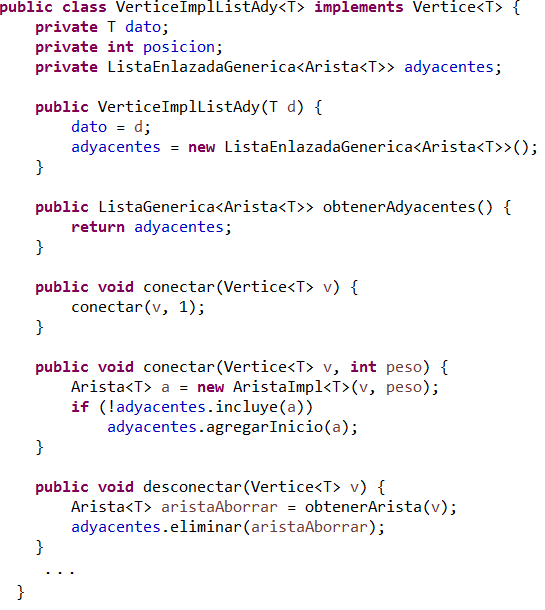 public class VerticeImplListAdy<T> implements Vertice<T> {
private T dato;
private int posicion;
private ListaEnlazadaGenerica<Arista<T>> adyacentes;
public VerticeImplListAdy(T d) {
dato = d;
adyacentes = new ListaEnlazadaGenerica<Arista<T>>();
}
public ListaGenerica<Arista<T>> obtenerAdyacentes() {
return adyacentes;
}
public void conectar(Vertice<T> v) {
conectar(v, 1);
}
public void conectar(Vertice<T> v, int peso) {
Arista<T> a = new AristaImpl<T>(v, peso);
if (!adyacentes.incluye(a))
adyacentes.agregarInicio(a);
}
public void desconectar(Vertice<T> v) {
Arista<T> aristaAborrar = obtenerArista(v);
adyacentes.eliminar(aristaAborrar);
}
...
}